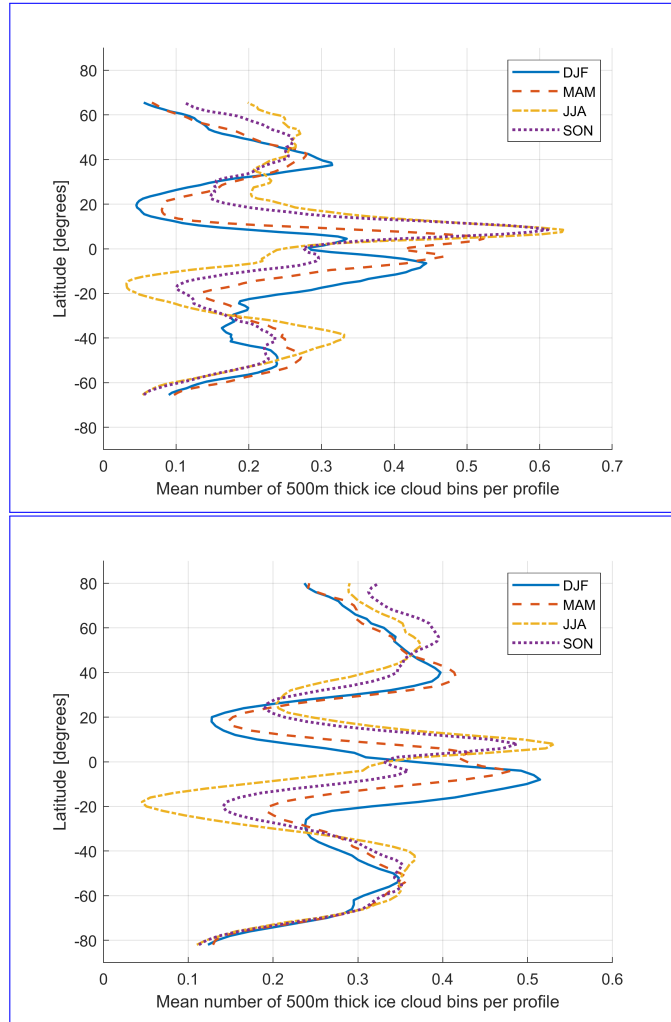 80
60
40
20
0
-20
-40
-60
-80
Latitude [degrees]
DJF
MAM
JJA
SON
0 0.1 0.2 0.3 0.4 0.5 0.6 0.7
Mean number of 500m thick ice cloud bins per profile
80
60
40
20
0
-20
-40
-60
-80
Latitude [degrees]
DJF
MAM
JJA
SON
0 0.1 0.2 0.3 0.4 0.5 0.6
Mean number of 500m thick ice cloud bins per profile